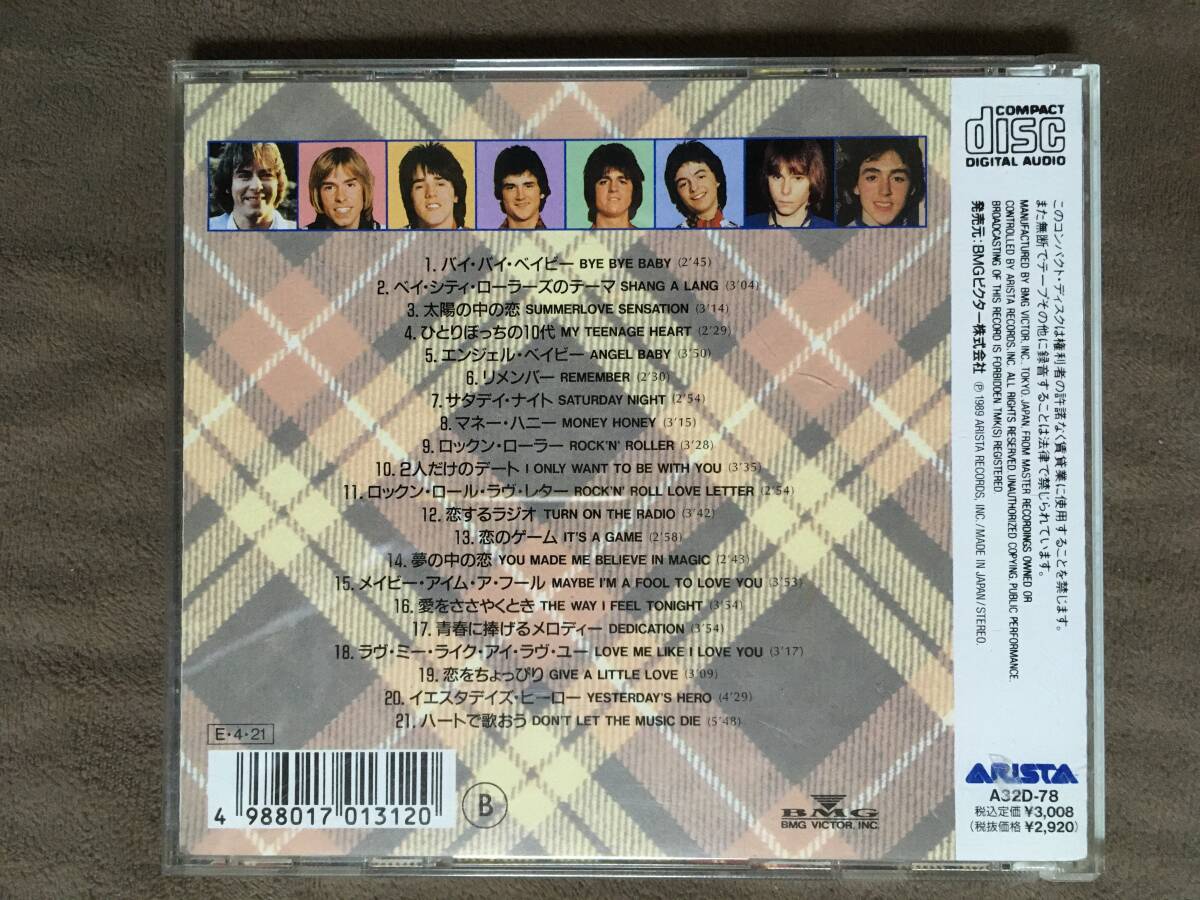 1. バイ・バイ・ベイビー BYE BYE BABY (2'45)
2. ベイ・シティ・ローラーズのテーマ SHANG A LANG (3'04)
3. 太陽の中の恋 SUMMERLOVE SENSATION (3'14)
4. ひとりぼっちの10代 MY TEENAGE HEART (2'29)
5. エンジェル・ベイビー ANGEL BABY (3'50)
6. リメンバー REMEMBER (2'30)
7. サタデイ・ナイト SATURDAY NIGHT (2'54)
8. マネー・ハニー MONEY HONEY (3'15)
9. ロックン・ローラー ROCK'N' ROLLER (3'28)
10. 2人だけのデート I ONLY WANT TO BE WITH YOU (3'35)
11. ロックン・ロール・ラヴ・レター ROCK'N' ROLL LOVE LETTER (2'54)
12. 恋するラジオ TURN ON THE RADIO (3'42)
13. 恋のゲーム IT'S A GAME (2'58)
14. 夢の中の恋 YOU MADE ME BELIEVE IN MAGIC (2'43)
15. メイビー・アイム・ア・フール MAYBE I'M A FOOL TO LOVE YOU (3'53)
16. 愛をささやくとき THE WAY I FEEL TONIGHT (3'54)
17. 青春に捧げるメロディー DEDICATION (3'54)
18. ラヴ・ミー・ライク・アイ・ラヴ・ユー LOVE ME LIKE I LOVE YOU (3'17)
19. 恋をちょっぴり GIVE A LITTLE LOVE (3'09)
20. イエスタデイズ・ヒーロー YESTERDAY'S HERO (4'29)
21. ハートで歌おう DON'T LET THE MUSIC DIE (5'48)
E・4・21
4 988017 013120
B
BMG
BMG VICTOR, INC.
COMPACT
disc
DIGITAL AUDIO
このコンパクト・ディスクは権利者の許諾なく賃貸業に使用することを禁じます。
また無断でテープその他に録音することは法律で禁じられています。
MANUFACTURED BY BMG VICTOR, INC. TOKYO, JAPAN. FROM MASTER RECORDINGS OWNED OR
CONTROLLED BY ARISTA RECORDS, INC. ALL RIGHTS RESERVED. UNAUTHORIZED COPYING, PUBLIC PERFORMANCE.
BROADCASTING OF THIS RECORD IS FORBIDDEN. TMK(S) REGISTERED
発売元：BMGビクター株式会社 ℗ 1989 ARISTA RECORDS, INC./MADE IN JAPAN/STEREO.
ARISTA
A32D-78
税込定価¥3,008
(税抜価格 ¥2,920)